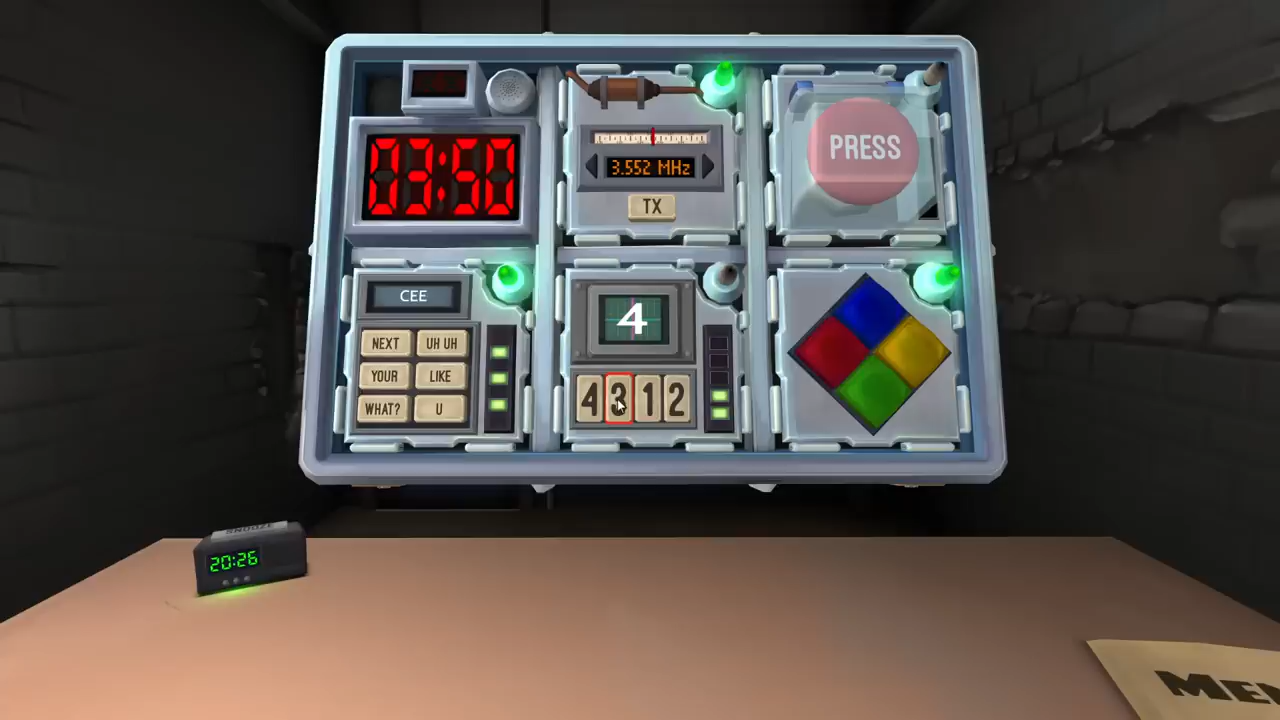 03:50
3.552 MHz
TX
PRESS
CEE
NEXT UH UH
YOUR LIKE
WHAT? U
4
4 3 1 2
SNOOZE
20:26